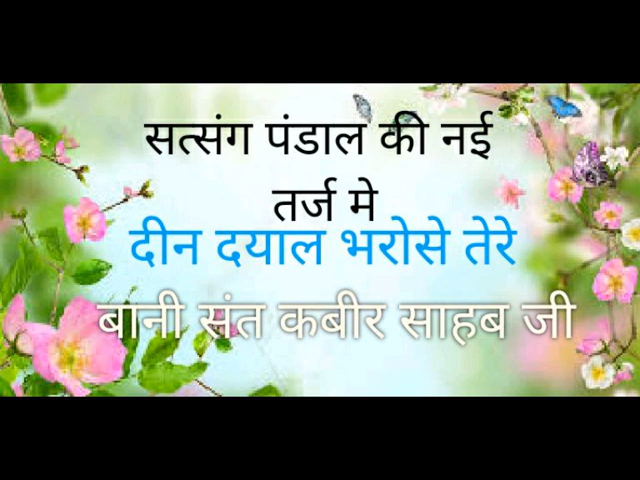 सत्संग पंडाल की नई
तर्ज मे
दीन दयाल भरोसे तेरे
बानी संत कबीर साहब जी